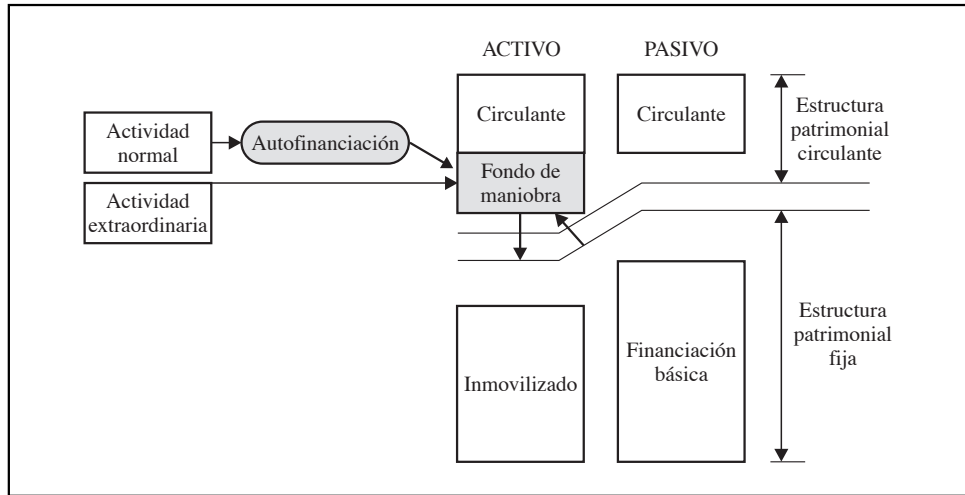 ACTIVO
PASIVO
Circulante
Circulante
Estructura
patrimonial
circulante
Actividad
normal
Autofinanciación
Fondo de
maniobra
Actividad
extraordinaria
Inmovilizado
Financiación
básica
Estructura
patrimonial
fija